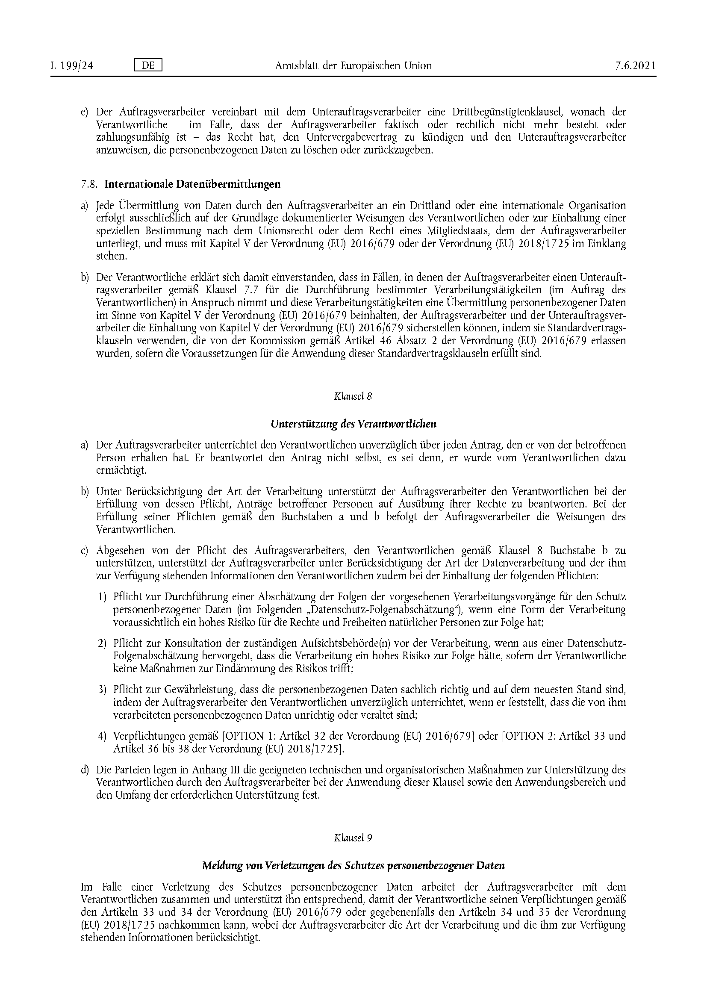 L 199/24 DE Amtsblatt der Europäischen Union 7.6.2021
e) Der Auftragsverarbeiter vereinbart mit dem Unterauftragsverarbeiter eine Drittbegünstigtenklausel, wonach der
Verantwortliche – im Falle, dass der Auftragsverarbeiter faktisch oder rechtlich nicht mehr besteht oder
zahlungsunfähig ist – das Recht hat, den Untervergabevertrag zu kündigen und den Unterauftragsverarbeiter
anzuweisen, die personenbezogenen Daten zu löschen oder zurückzugeben.
7.8. Internationale Datenübermittlungen
a) Jede Übermittlung von Daten durch den Auftragsverarbeiter an ein Drittland oder eine internationale Organisation
erfolgt ausschließlich auf der Grundlage dokumentierter Weisungen des Verantwortlichen oder zur Einhaltung einer
speziellen Bestimmung nach dem Unionsrecht oder dem Recht eines Mitgliedstaats, dem der Auftragsverarbeiter
unterliegt, und muss mit Kapitel V der Verordnung (EU) 2016/679 oder der Verordnung (EU) 2018/1725 im Einklang
stehen.
b) Der Verantwortliche erklärt sich damit einverstanden, dass in Fällen, in denen der Auftragsverarbeiter einen Unterauft-
ragsverarbeiter gemäß Klausel 7.7 für die Durchführung bestimmter Verarbeitungstätigkeiten (im Auftrag des
Verantwortlichen) in Anspruch nimmt und diese Verarbeitungstätigkeiten eine Übermittlung personenbezogener Daten
im Sinne von Kapitel V der Verordnung (EU) 2016/679 beinhalten, der Auftragsverarbeiter und der Unterauftragsver-
arbeiter die Einhaltung von Kapitel V der Verordnung (EU) 2016/679 sicherstellen können, indem sie Standardvertrags-
klauseln verwenden, die von der Kommission gemäß Artikel 46 Absatz 2 der Verordnung (EU) 2016/679 erlassen
wurden, sofern die Voraussetzungen für die Anwendung dieser Standardvertragsklauseln erfüllt sind.
Klausel 8
Unterstützung des Verantwortlichen
a) Der Auftragsverarbeiter unterrichtet den Verantwortlichen unverzüglich über jeden Antrag, den er von der betroffenen
Person erhalten hat. Er beantwortet den Antrag nicht selbst, es sei denn, er wurde vom Verantwortlichen dazu
ermächtigt.
b) Unter Berücksichtigung der Art der Verarbeitung unterstützt der Auftragsverarbeiter den Verantwortlichen bei der
Erfüllung von dessen Pflicht, Anträge betroffener Personen auf Ausübung ihrer Rechte zu beantworten. Bei der
Erfüllung seiner Pflichten gemäß den Buchstaben a und b befolgt der Auftragsverarbeiter die Weisungen des
Verantwortlichen.
c) Abgesehen von der Pflicht des Auftragsverarbeiters, den Verantwortlichen gemäß Klausel 8 Buchstabe b zu
unterstützen, unterstützt der Auftragsverarbeiter unter Berücksichtigung der Art der Datenverarbeitung und der ihm
zur Verfügung stehenden Informationen den Verantwortlichen zudem bei der Einhaltung der folgenden Pflichten:
1) Pflicht zur Durchführung einer Abschätzung der Folgen der vorgesehenen Verarbeitungsvorgänge für den Schutz
personenbezogener Daten (im Folgenden „Datenschutz-Folgenabschätzung“), wenn eine Form der Verarbeitung
voraussichtlich ein hohes Risiko für die Rechte und Freiheiten natürlicher Personen zur Folge hat;
2) Pflicht zur Konsultation der zuständigen Aufsichtsbehörde(n) vor der Verarbeitung, wenn aus einer Datenschutz-
Folgenabschätzung hervorgeht, dass die Verarbeitung ein hohes Risiko zur Folge hätte, sofern der Verantwortliche
keine Maßnahmen zur Eindämmung des Risikos trifft;
3) Pflicht zur Gewährleistung, dass die personenbezogenen Daten sachlich richtig und auf dem neuesten Stand sind,
indem der Auftragsverarbeiter den Verantwortlichen unverzüglich unterrichtet, wenn er feststellt, dass die von ihm
verarbeiteten personenbezogenen Daten unrichtig oder veraltet sind;
4) Verpflichtungen gemäß [OPTION 1: Artikel 32 der Verordnung (EU) 2016/679] oder [OPTION 2: Artikel 33 und
Artikel 36 bis 38 der Verordnung (EU) 2018/1725].
d) Die Parteien legen in Anhang III die geeigneten technischen und organisatorischen Maßnahmen zur Unterstützung des
Verantwortlichen durch den Auftragsverarbeiter bei der Anwendung dieser Klausel sowie den Anwendungsbereich und
den Umfang der erforderlichen Unterstützung fest.
Klausel 9
Meldung von Verletzungen des Schutzes personenbezogener Daten
Im Falle einer Verletzung des Schutzes personenbezogener Daten arbeitet der Auftragsverarbeiter mit dem
Verantwortlichen zusammen und unterstützt ihn entsprechend, damit der Verantwortliche seinen Verpflichtungen gemäß
den Artikeln 33 und 34 der Verordnung (EU) 2016/679 oder gegebenenfalls den Artikeln 34 und 35 der Verordnung
(EU) 2018/1725 nachkommen kann, wobei der Auftragsverarbeiter die Art der Verarbeitung und die ihm zur Verfügung
stehenden Informationen berücksichtigt.